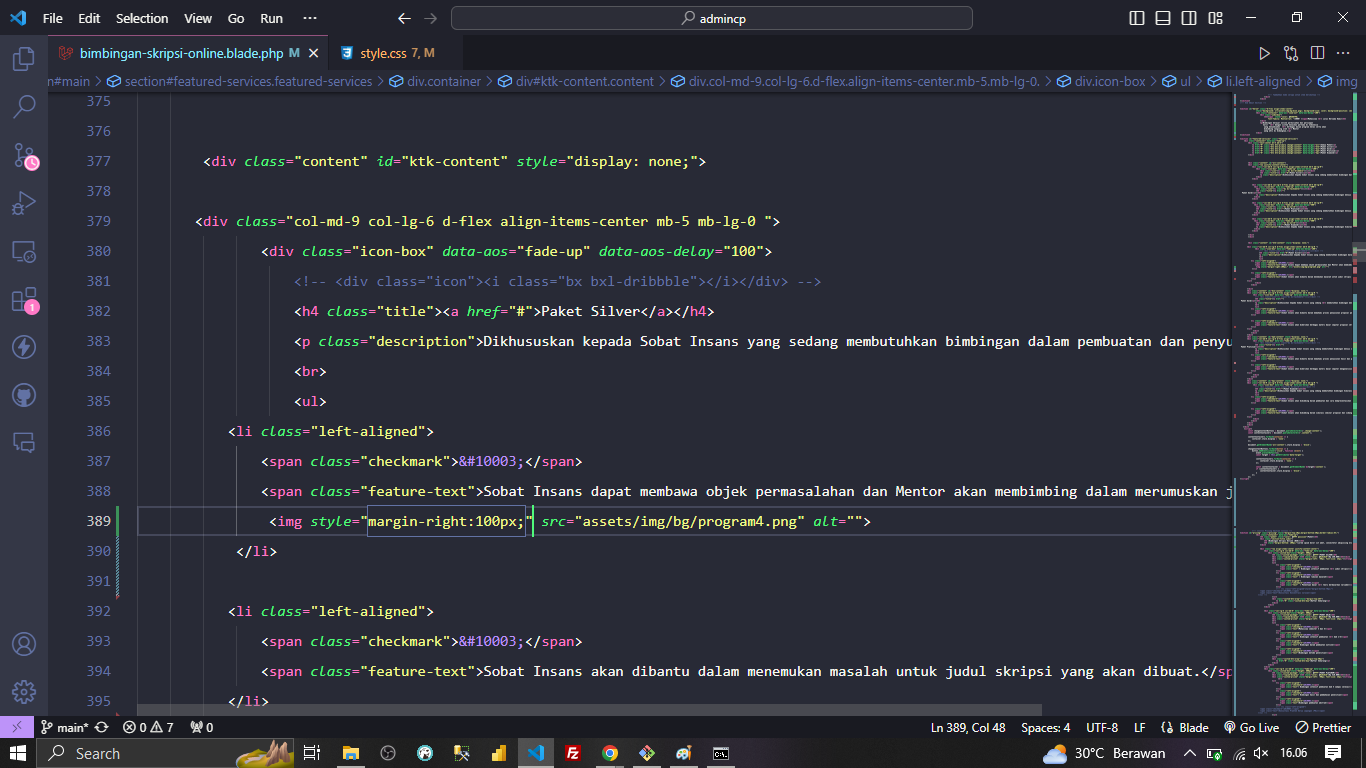 File Edit Selection View Go Run ··· admincp
bimbingan-skripsi-online.blade.php M style.css 7, M
n#main > section#featured-services.featured-services > div.container > div#ktk-content.content > div.col-md-9.col-lg-6.d-flex.align-items-center.mb-5.mb-lg-0. > div.icon-box > ul > li.left-aligned > img
375
376
377 <div class="content" id="ktk-content" style="display: none;">
378
379 <div class="col-md-9 col-lg-6 d-flex align-items-center mb-5 mb-lg-0 ">
380 <div class="icon-box" data-aos="fade-up" data-aos-delay="100">
381 <!-- <div class="icon"><i class="bx bxl-dribbble"></i></div> -->
382 <h4 class="title"><a href="#">Paket Silver</a></h4>
383 <p class="description">Dikhususkan kepada Sobat Insans yang sedang membutuhkan bimbingan dalam pembuatan dan penyu
384 <br>
385 <ul>
386 <li class="left-aligned">
387 <span class="checkmark">&#10003;</span>
388 <span class="feature-text">Sobat Insans dapat membawa objek permasalahan dan Mentor akan membimbing dalam merumuskan j
389 <img style="margin-right:100px;" src="assets/img/bg/program4.png" alt="">
390 </li>
391
392 <li class="left-aligned">
393 <span class="checkmark">&#10003;</span>
394 <span class="feature-text">Sobat Insans akan dibantu dalam menemukan masalah untuk judul skripsi yang akan dibuat.</sp
395 </li>
1
main* 0 7 0 Ln 389, Col 48 Spaces: 4 UTF-8 LF Blade Go Live Prettier
Search 30°C Berawan 16.06